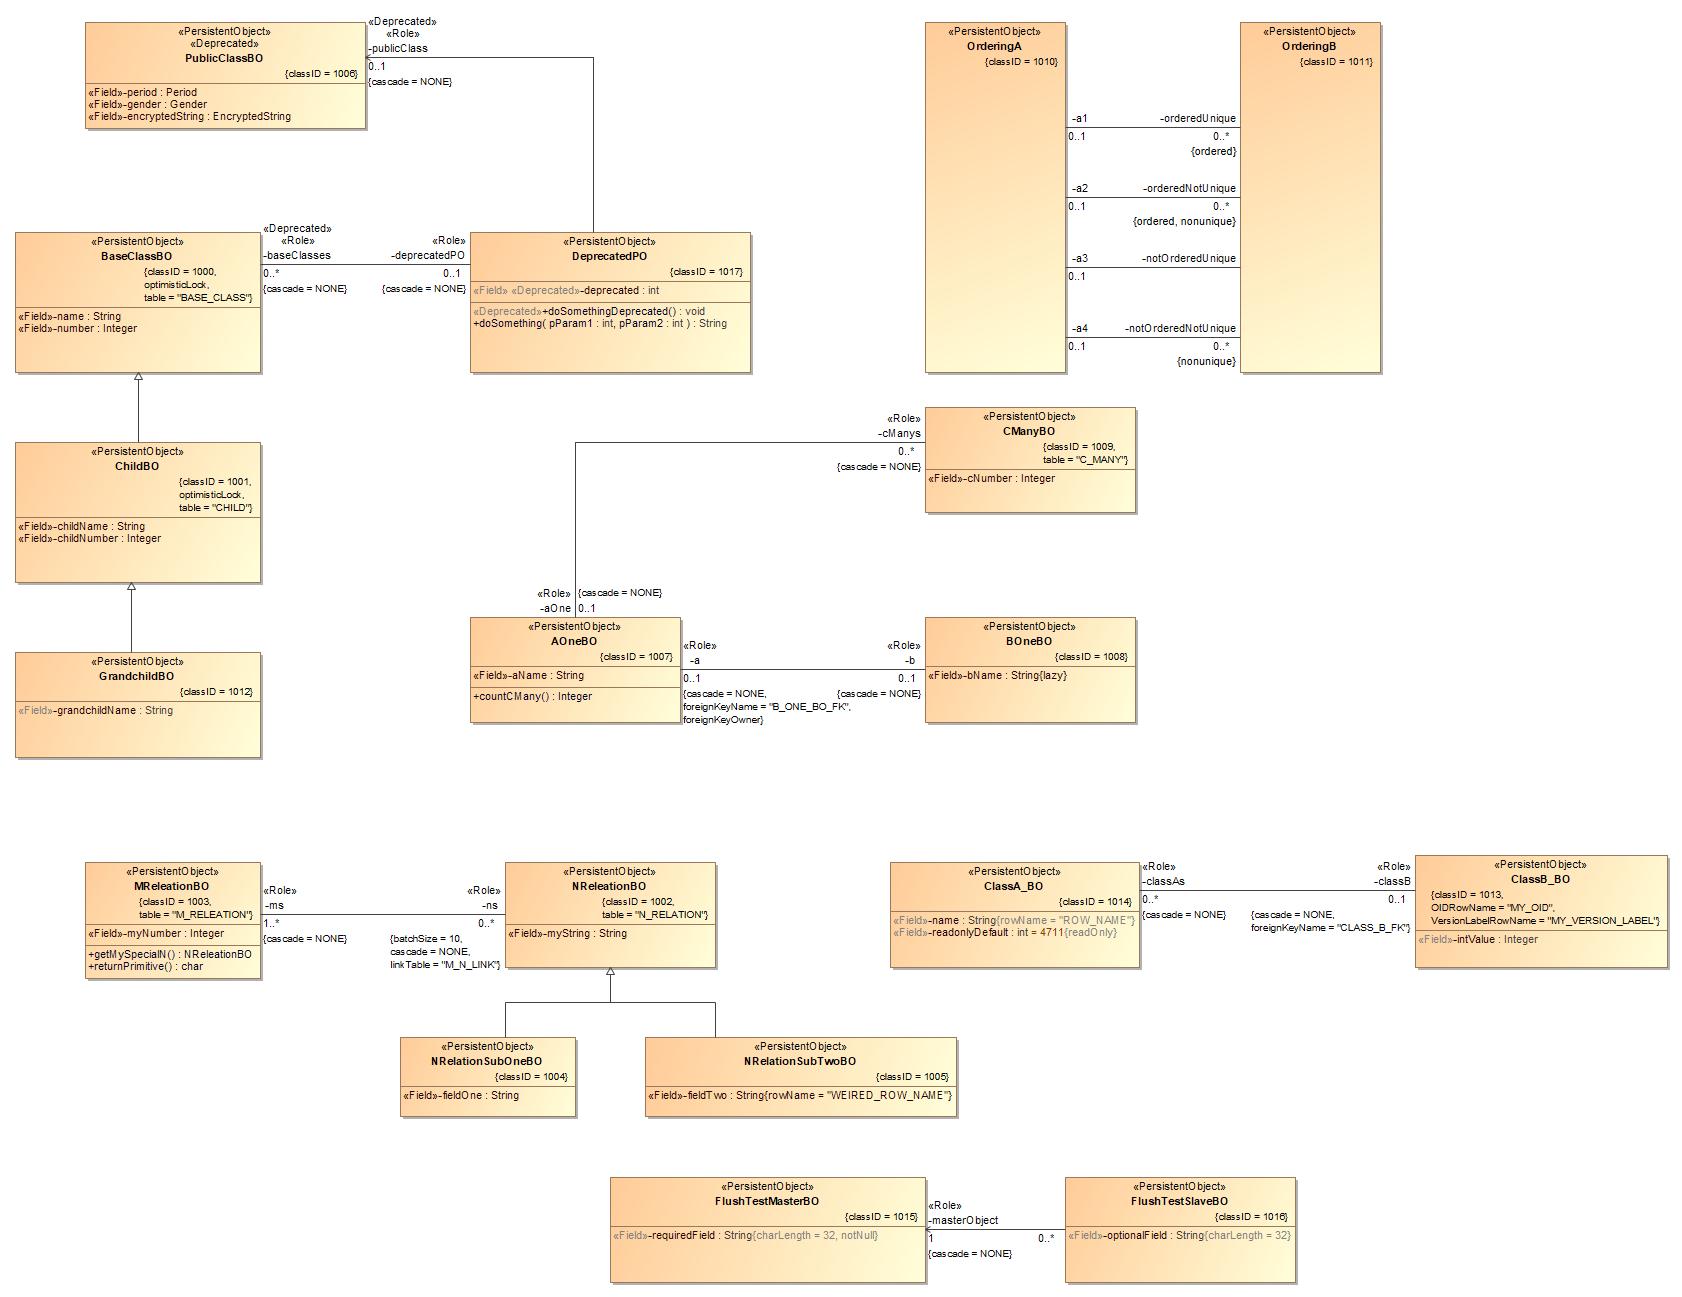 «PersistentObject»
«Deprecated»
PublicClassBO
{classID = 1006}
«Field»-period : Period
«Field»-gender : Gender
«Field»-encryptedString : EncryptedString
«Deprecated»
«Role»
-publicClass
0..1
{cascade = NONE}
«PersistentObject»
OrderingA
{classID = 1010}
«PersistentObject»
OrderingB
{classID = 1011}
-a1
-orderedUnique
0..1
0..*
{ordered}
-a2
-orderedNotUnique
0..1
0..*
{ordered, nonunique}
-a3
-notOrderedUnique
0..1
-a4
-notOrderedNotUnique
0..1
0..*
{nonunique}
«PersistentObject»
BaseClassBO
{classID = 1000,
optimisticLock,
table = "BASE_CLASS"}
«Field»-name : String
«Field»-number : Integer
«Deprecated»
«Role»
-baseClasses
0..*
{cascade = NONE}
«Role»
-deprecatedPO
0..1
{cascade = NONE}
«PersistentObject»
DeprecatedPO
{classID = 1017}
«Field» «Deprecated»-deprecated : int
«Deprecated»+doSomethingDeprecated() : void
+doSomething( pParam1 : int, pParam2 : int ) : String
«PersistentObject»
ChildBO
{classID = 1001,
optimisticLock,
table = "CHILD"}
«Field»-childName : String
«Field»-childNumber : Integer
«Role»
-cManys
0..*
{cascade = NONE}
«PersistentObject»
CManyBO
{classID = 1009,
table = "C_MANY"}
«Field»-cNumber : Integer
«Role»
-aOne
{cascade = NONE}
0..1
«PersistentObject»
GrandchildBO
{classID = 1012}
«Field»-grandchildName : String
«PersistentObject»
AOneBO
{classID = 1007}
«Field»-aName : String
+countCMany() : Integer
«Role»
-a
0..1
{cascade = NONE,
foreignKeyName = "B_ONE_BO_FK",
foreignKeyOwner}
«Role»
-b
0..1
{cascade = NONE}
«PersistentObject»
BOneBO
{classID = 1008}
«Field»-bName : String{lazy}
«PersistentObject»
MReleationBO
{classID = 1003,
table = "M_RELEATION"}
«Field»-myNumber : Integer
+getMySpecialN() : NReleationBO
+returnPrimitive() : char
«Role»
-ms
1..*
{cascade = NONE}
«Role»
-ns
0..*
{batchSize = 10,
cascade = NONE,
linkTable = "M_N_LINK"}
«PersistentObject»
NReleationBO
{classID = 1002,
table = "N_RELATION"}
«Field»-myString : String
«PersistentObject»
ClassA_BO
{classID = 1014}
«Field»-name : String{rowName = "ROW_NAME"}
«Field»-readonlyDefault : int = 4711{readOnly}
«Role»
-classAs
0..*
{cascade = NONE}
«Role»
-classB
0..1
{cascade = NONE,
foreignKeyName = "CLASS_B_FK"}
«PersistentObject»
ClassB_BO
{classID = 1013,
OIDRowName = "MY_OID",
VersionLabelRowName = "MY_VERSION_LABEL"}
«Field»-intValue : Integer
«PersistentObject»
NRelationSubOneBO
{classID = 1004}
«Field»-fieldOne : String
«PersistentObject»
NRelationSubTwoBO
{classID = 1005}
«Field»-fieldTwo : String{rowName = "WEIRED_ROW_NAME"}
«PersistentObject»
FlushTestMasterBO
{classID = 1015}
«Field»-requiredField : String{charLength = 32, notNull}
«Role»
-masterObject
1
0..*
{cascade = NONE}
«PersistentObject»
FlushTestSlaveBO
{classID = 1016}
«Field»-optionalField : String{charLength = 32}